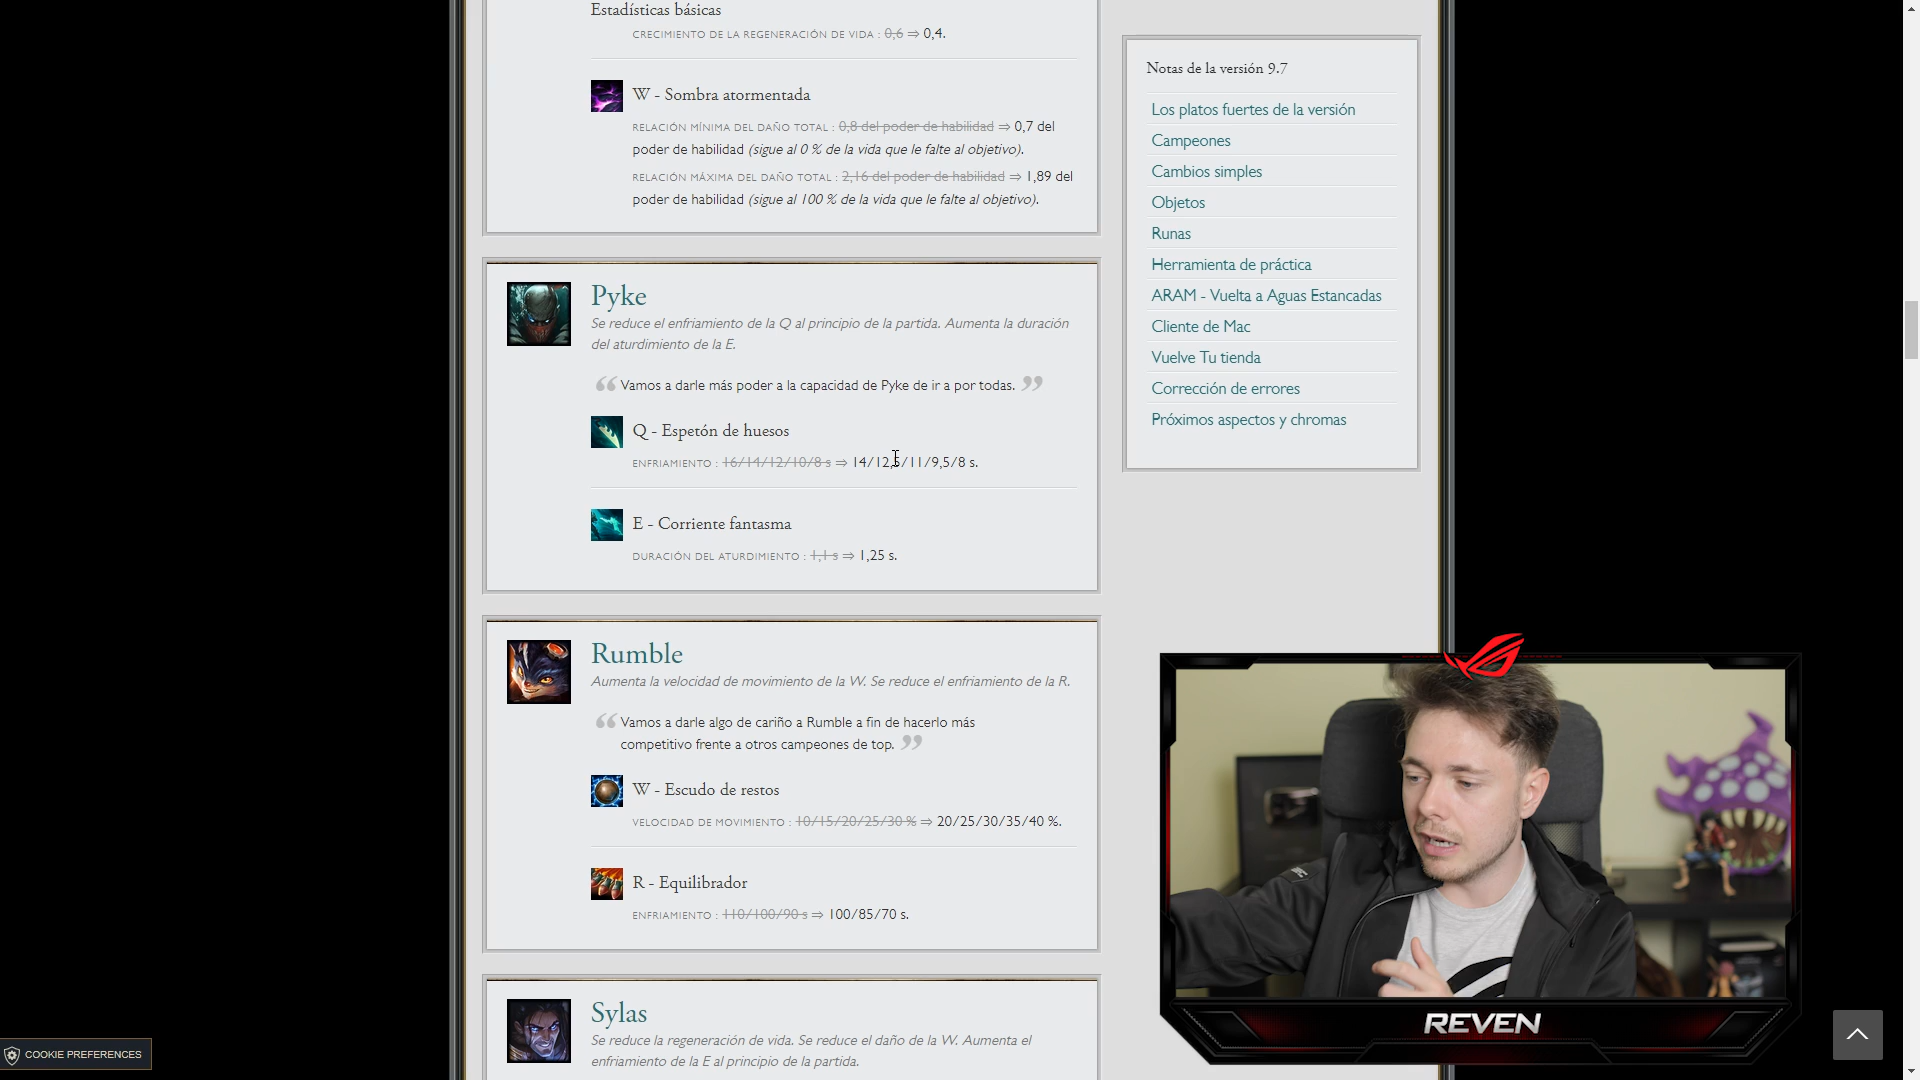 Estadísticas básicas
CRECIMIENTO DE LA REGENERACIÓN DE VIDA : 0,6 ⇒ 0,4.
W - Sombra atormentada
RELACIÓN MÍNIMA DEL DAÑO TOTAL : 0,8 del poder de habilidad ⇒ 0,7 del
poder de habilidad (sigue al 0 % de la vida que le falte al objetivo).
RELACIÓN MÁXIMA DEL DAÑO TOTAL : 2,16 del poder de habilidad ⇒ 1,89 del
poder de habilidad (sigue al 100 % de la vida que le falte al objetivo).
Pyke
Se reduce el enfriamiento de la Q al principio de la partida. Aumenta la duración
del aturdimiento de la E.
“ Vamos a darle más poder a la capacidad de Pyke de ir a por todas. ”
Q - Espetón de huesos
ENFRIAMIENTO : 16/14/12/10/8 s ⇒ 14/12,5/11/9,5/8 s.
E - Corriente fantasma
DURACIÓN DEL ATURDIMIENTO : 1,1 s ⇒ 1,25 s.
Rumble
Aumenta la velocidad de movimiento de la W. Se reduce el enfriamiento de la R.
“ Vamos a darle algo de cariño a Rumble a fin de hacerlo más
competitivo frente a otros campeones de top. ”
W - Escudo de restos
VELOCIDAD DE MOVIMIENTO : 10/15/20/25/30 % ⇒ 20/25/30/35/40 %.
R - Equilibrador
ENFRIAMIENTO : 110/100/90 s ⇒ 100/85/70 s.
Sylas
Se reduce la regeneración de vida. Se reduce el daño de la W. Aumenta el
enfriamiento de la E al principio de la partida.
Notas de la versión 9.7
Los platos fuertes de la versión
Campeones
Cambios simples
Objetos
Runas
Herramienta de práctica
ARAM - Vuelta a Aguas Estancadas
Cliente de Mac
Vuelve Tu tienda
Corrección de errores
Próximos aspectos y chromas
REVEN
COOKIE PREFERENCES